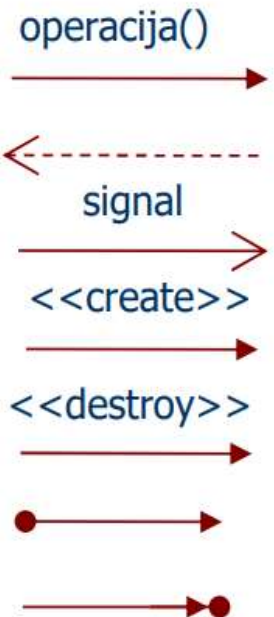 operacija()
signal
<<create>>
<<destroy>>